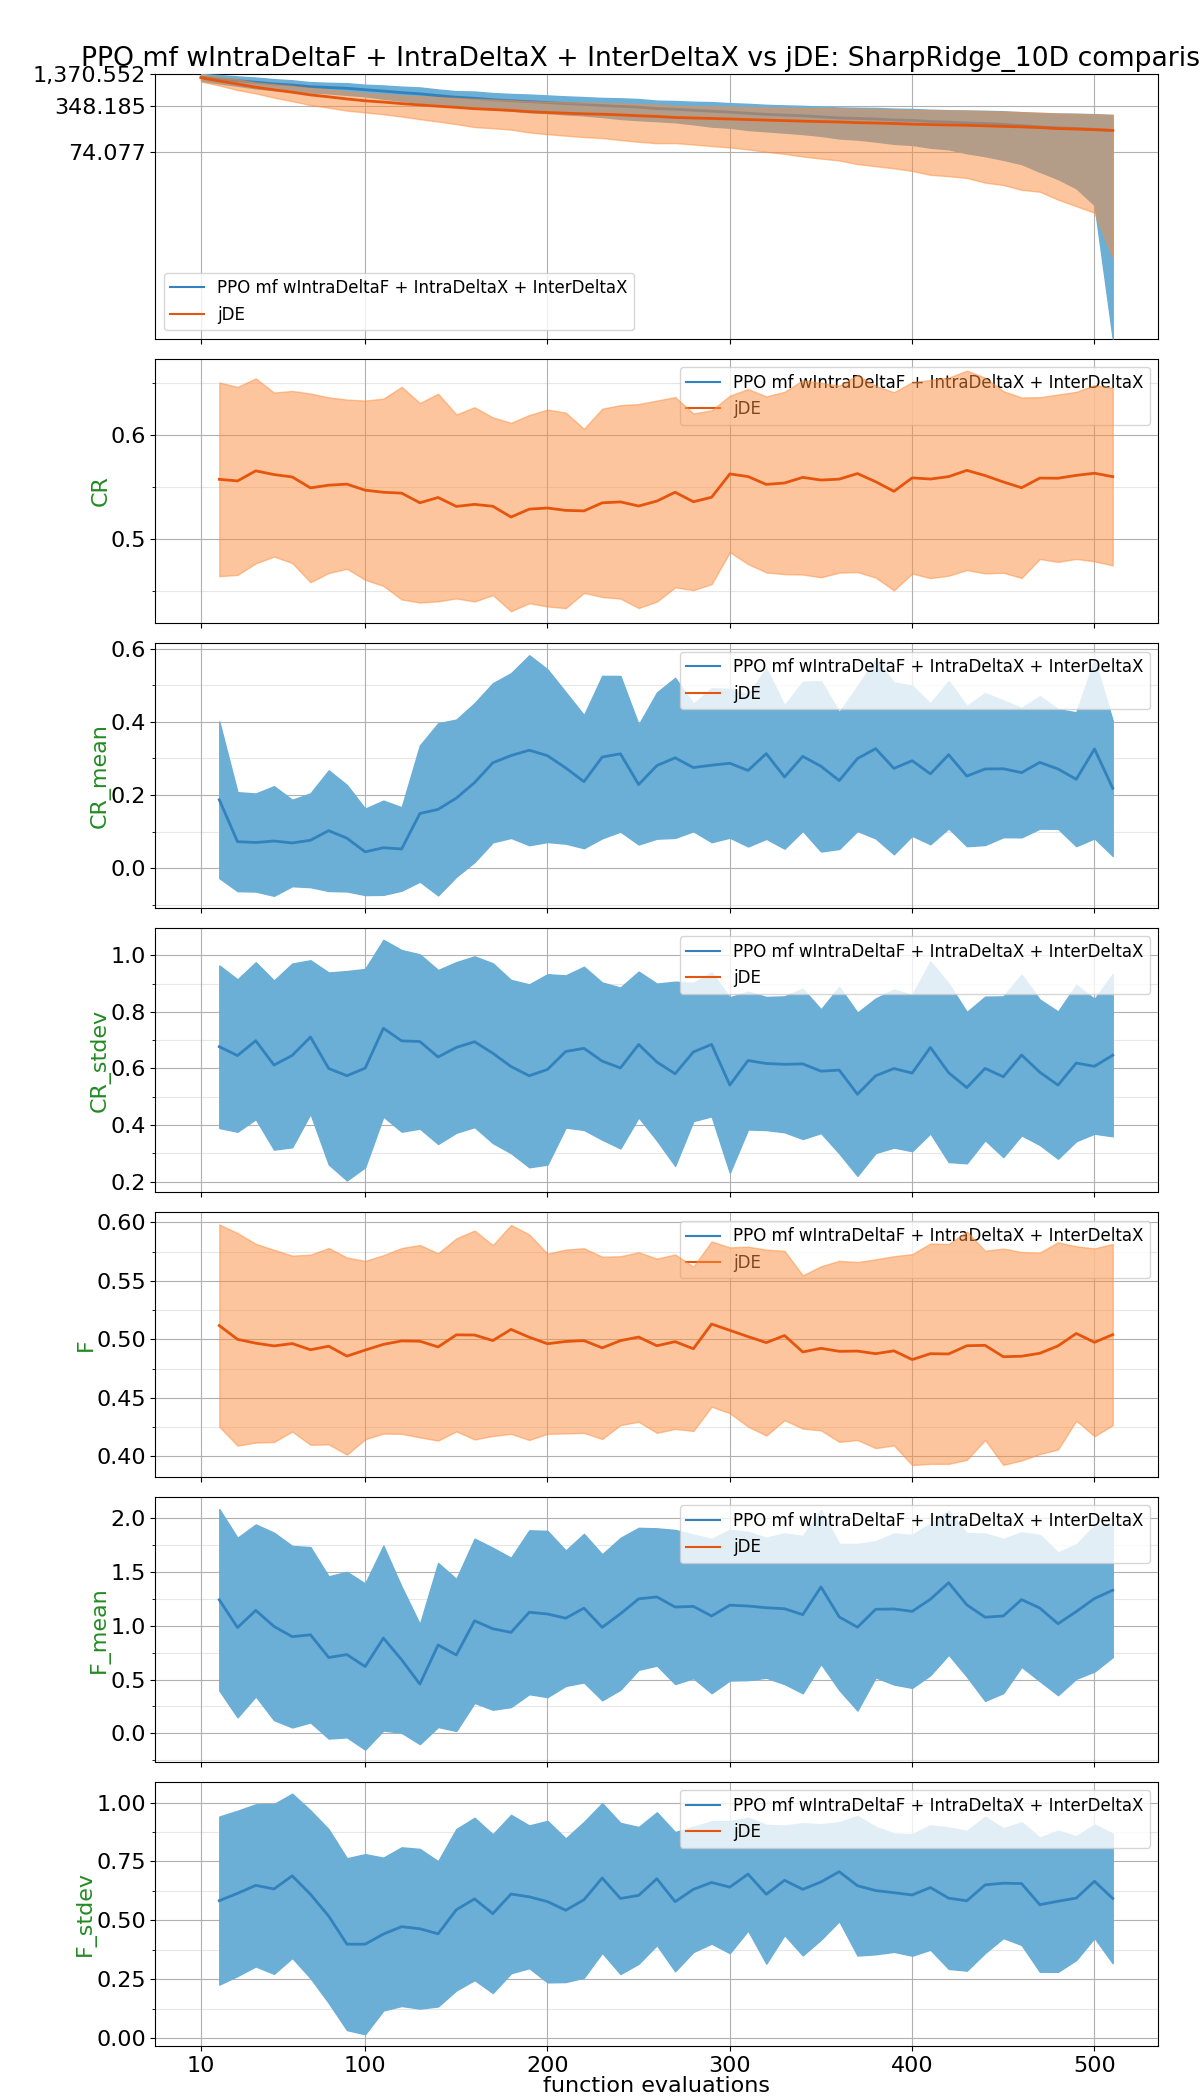 PPO mf wIntraDeltaF + IntraDeltaX + InterDeltaX vs jDE: SharpRidge_10D comparis
1,370.552
348.185
74.077
PPO mf wIntraDeltaF + IntraDeltaX + InterDeltaX
jDE
PPO mf wIntraDeltaF + IntraDeltaX + InterDeltaX
jDE
0.6
0.5
CR
PPO mf wIntraDeltaF + IntraDeltaX + InterDeltaX
jDE
0.6
0.4
0.2
0.0
CR_mean
PPO mf wIntraDeltaF + IntraDeltaX + InterDeltaX
jDE
1.0
0.8
0.6
0.4
0.2
CR_stdev
PPO mf wIntraDeltaF + IntraDeltaX + InterDeltaX
jDE
0.60
0.55
0.50
0.45
0.40
F
PPO mf wIntraDeltaF + IntraDeltaX + InterDeltaX
jDE
2.0
1.5
1.0
0.5
0.0
F_mean
PPO mf wIntraDeltaF + IntraDeltaX + InterDeltaX
jDE
1.00
0.75
0.50
0.25
0.00
F_stdev
10 100 200 300 400 500
function evaluations